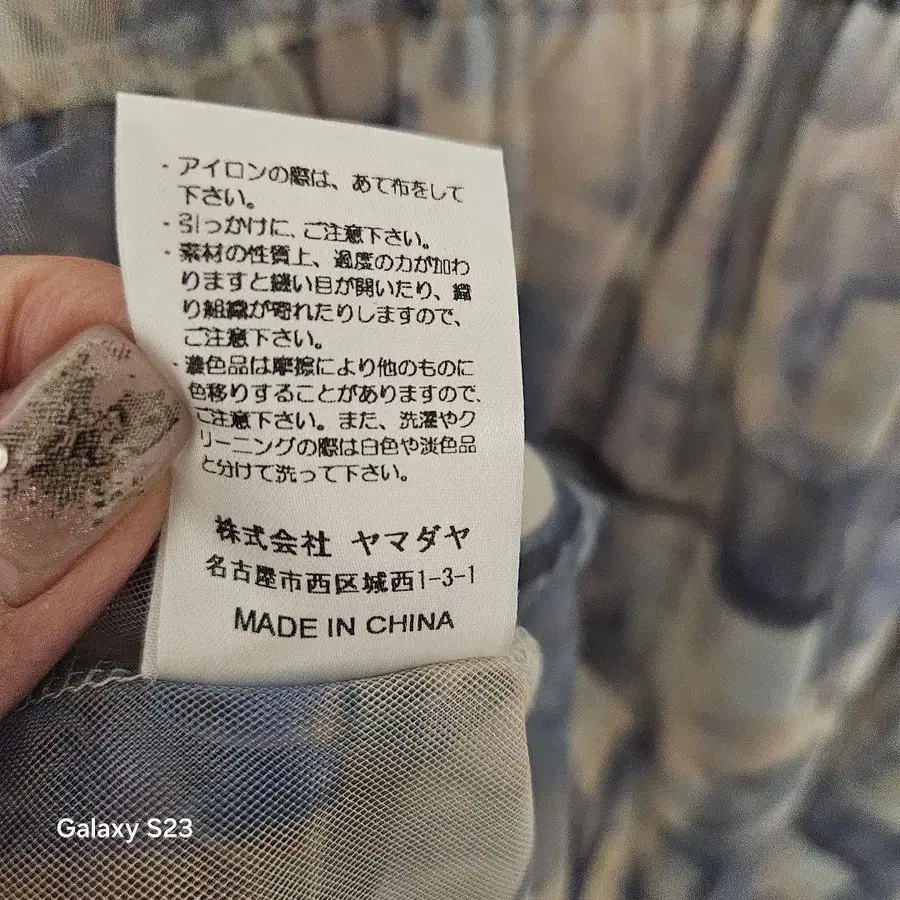 ・アイロンの際は、あて布をして
下さい。
・引っかけに、ご注意下さい。
・素材の性質上、過度の力が加わ
りますと縫い目が開いたり、織
り組織が寄れたりしますので、
ご注意下さい。
・濃色品は摩擦により他のものに
色移りすることがありますので、
ご注意下さい。また、洗濯やク
リーニングの際は白色や淡色品
と分けて洗って下さい。
株式会社 ヤマダヤ
名古屋市西区城西1-3-1
MADE IN CHINA
Galaxy S23